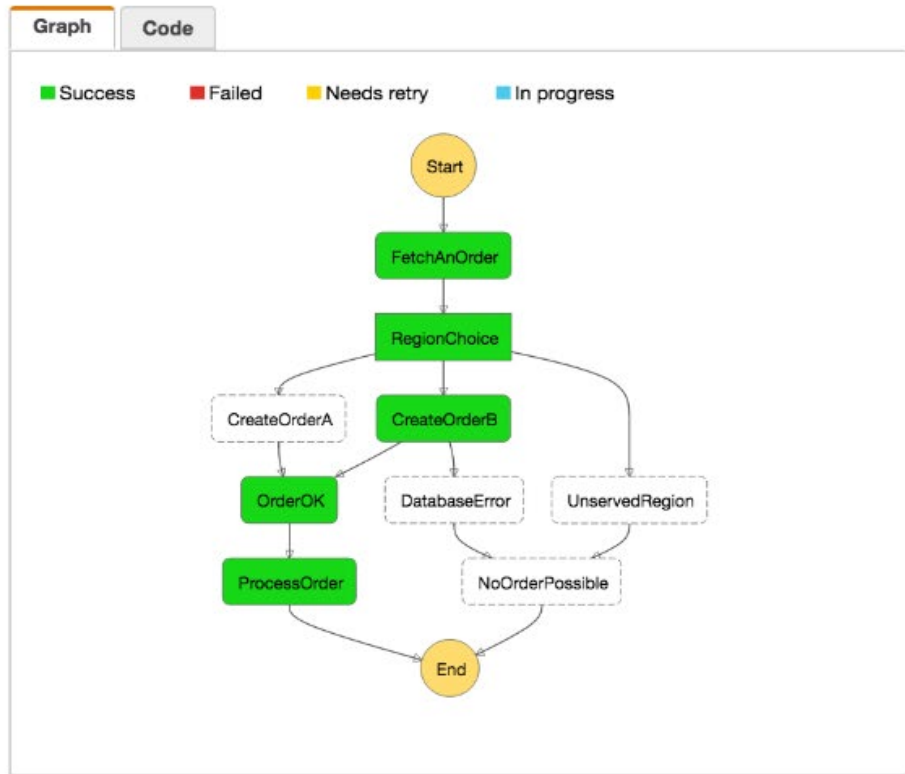 Graph Code
Success Failed Needs retry In progress
Start
FetchAnOrder
RegionChoice
CreateOrderA CreateOrderB
OrderOK DatabaseError UnservedRegion
ProcessOrder NoOrderPossible
End